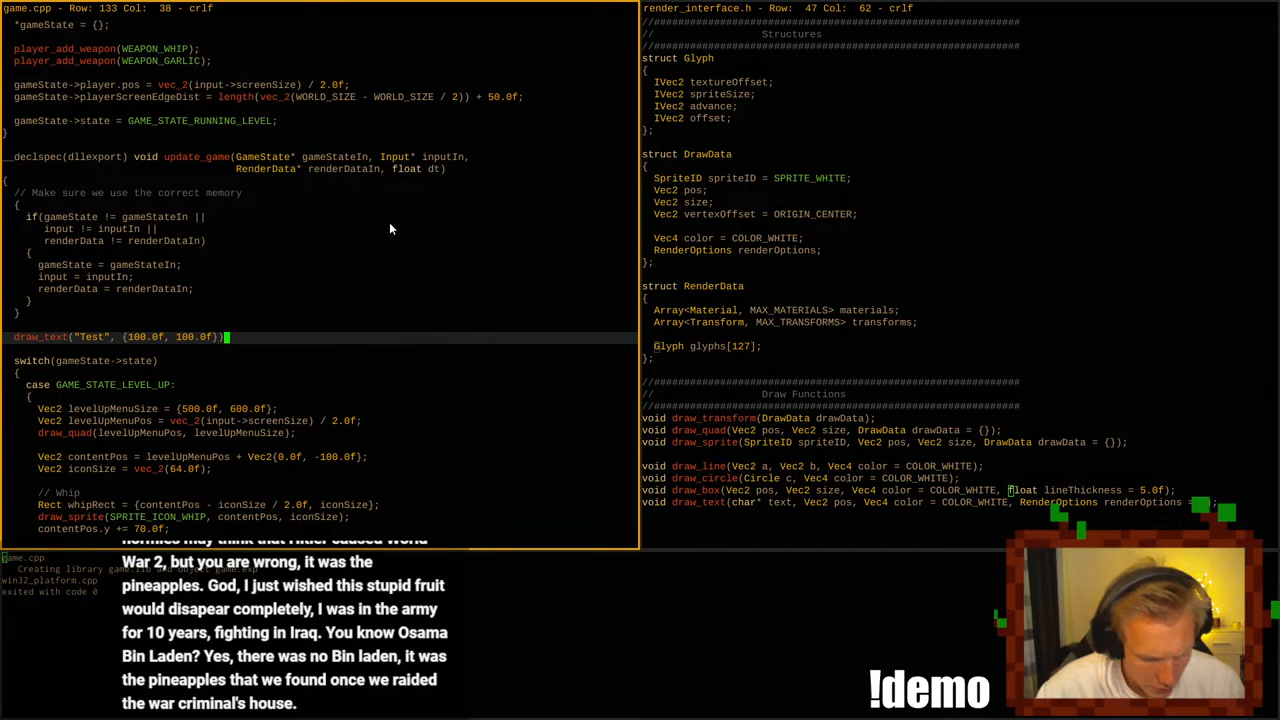 game.cpp - Row: 133 Col:  38 - crlf
*gameState = {};
player_add_weapon(WEAPON_WHIP);
player_add_weapon(WEAPON_GARLIC);
gameState->player.pos = vec_2(input->screenSize) / 2.0f;
gameState->playerScreenEdgeDist = length(vec_2(WORLD_SIZE - WORLD_SIZE / 2)) + 50.0f;
gameState->state = GAME_STATE_RUNNING_LEVEL;
}
__declspec(dllexport) void update_game(GameState* gameStateIn, Input* inputIn,
RenderData* renderDataIn, float dt)
{
// Make sure we use the correct memory
{
if(gameState != gameStateIn ||
input != inputIn ||
renderData != renderDataIn)
{
gameState = gameStateIn;
input = inputIn;
renderData = renderDataIn;
}
}
draw_text("Test", {100.0f, 100.0f})
switch(gameState->state)
{
case GAME_STATE_LEVEL_UP:
{
Vec2 levelUpMenuSize = {500.0f, 600.0f};
Vec2 levelUpMenuPos = vec_2(input->screenSize) / 2.0f;
draw_quad(levelUpMenuPos, levelUpMenuSize);
Vec2 contentPos = levelUpMenuPos + Vec2{0.0f, -100.0f};
Vec2 iconSize = vec_2(64.0f);
// Whip
Rect whipRect = {contentPos - iconSize / 2.0f, iconSize};
draw_sprite(SPRITE_ICON_WHIP, contentPos, iconSize);
contentPos.y += 70.0f;
render_interface.h - Row:  47 Col:  62 - crlf
//###############################################################
//                  Structures
//###############################################################
struct Glyph
{
IVec2 textureOffset;
IVec2 spriteSize;
IVec2 advance;
IVec2 offset;
};
struct DrawData
{
SpriteID spriteID = SPRITE_WHITE;
Vec2 pos;
Vec2 size;
Vec2 vertexOffset = ORIGIN_CENTER;
Vec4 color = COLOR_WHITE;
RenderOptions renderOptions;
};
struct RenderData
{
Array<Material, MAX_MATERIALS> materials;
Array<Transform, MAX_TRANSFORMS> transforms;
Glyph glyphs[127];
};
//###############################################################
//                  Draw Functions
//###############################################################
void draw_transform(DrawData drawData);
void draw_quad(Vec2 pos, Vec2 size, DrawData drawData = {});
void draw_sprite(SpriteID spriteID, Vec2 pos, Vec2 size, DrawData drawData = {});
void draw_line(Vec2 a, Vec2 b, Vec4 color = COLOR_WHITE);
void draw_circle(Circle c, Vec4 color = COLOR_WHITE);
void draw_box(Vec2 pos, Vec2 size, Vec4 color = COLOR_WHITE, float lineThickness = 5.0f);
void draw_text(char* text, Vec2 pos, Vec4 color = COLOR_WHITE, RenderOptions renderOptions =
game.cpp
Creating library game.lib and object game.exp
win32_platform.cpp
exited with code 0
normies may think that Hitler caused World
War 2, but you are wrong, it was the
pineapples. God, I just wished this stupid fruit
would disapear completely, I was in the army
for 10 years, fighting in Iraq. You know Osama
Bin Laden? Yes, there was no Bin laden, it was
the pineapples that we found once we raided
the war criminal's house.
!demo